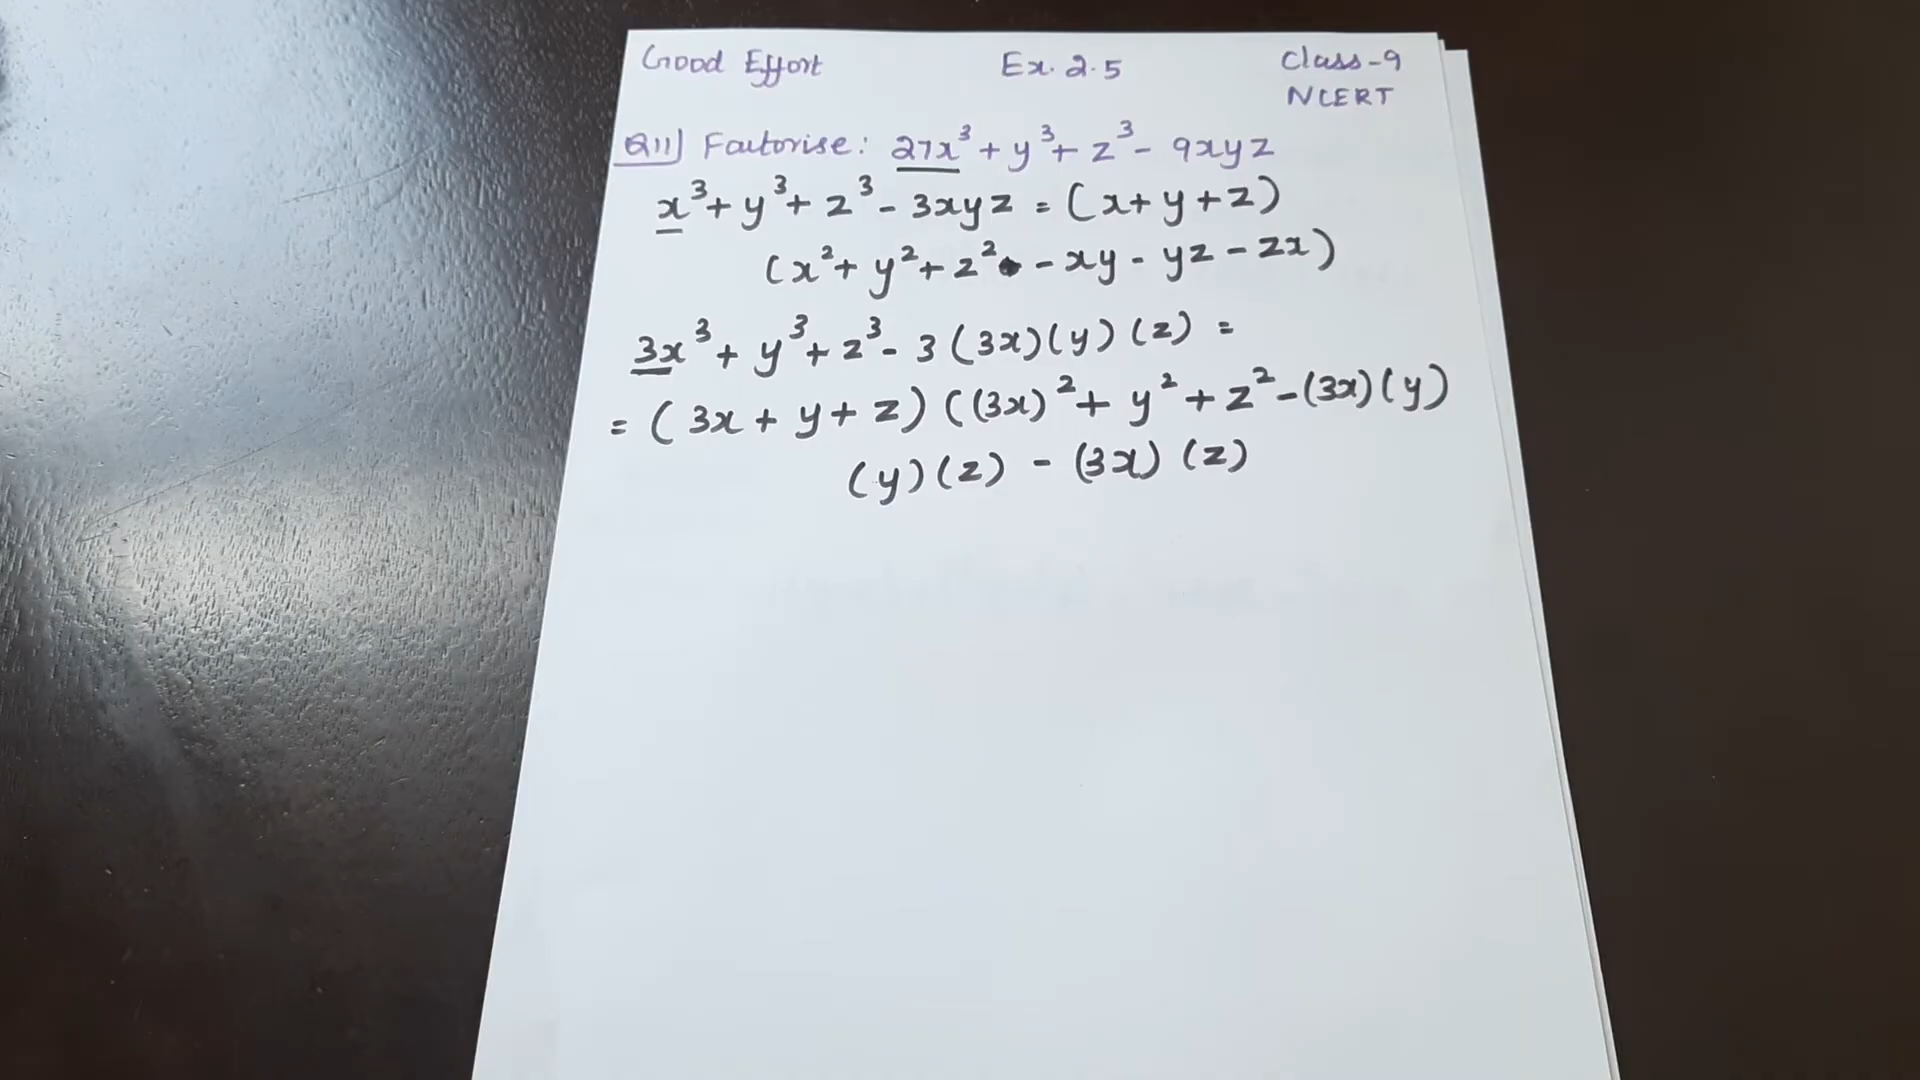 Good Effort Ex. 2.5 Class-9
NCERT
Q11) Factorise: 27x³ + y³ + z³ - 9xyz
x³ + y³ + z³ - 3xyz = (x + y + z)
(x² + y² + z² - xy - yz - zx)
3x³ + y³ + z³ - 3(3x)(y)(z) =
= (3x + y + z)((3x)² + y² + z² - (3x)(y)
(y)(z) - (3x)(z)